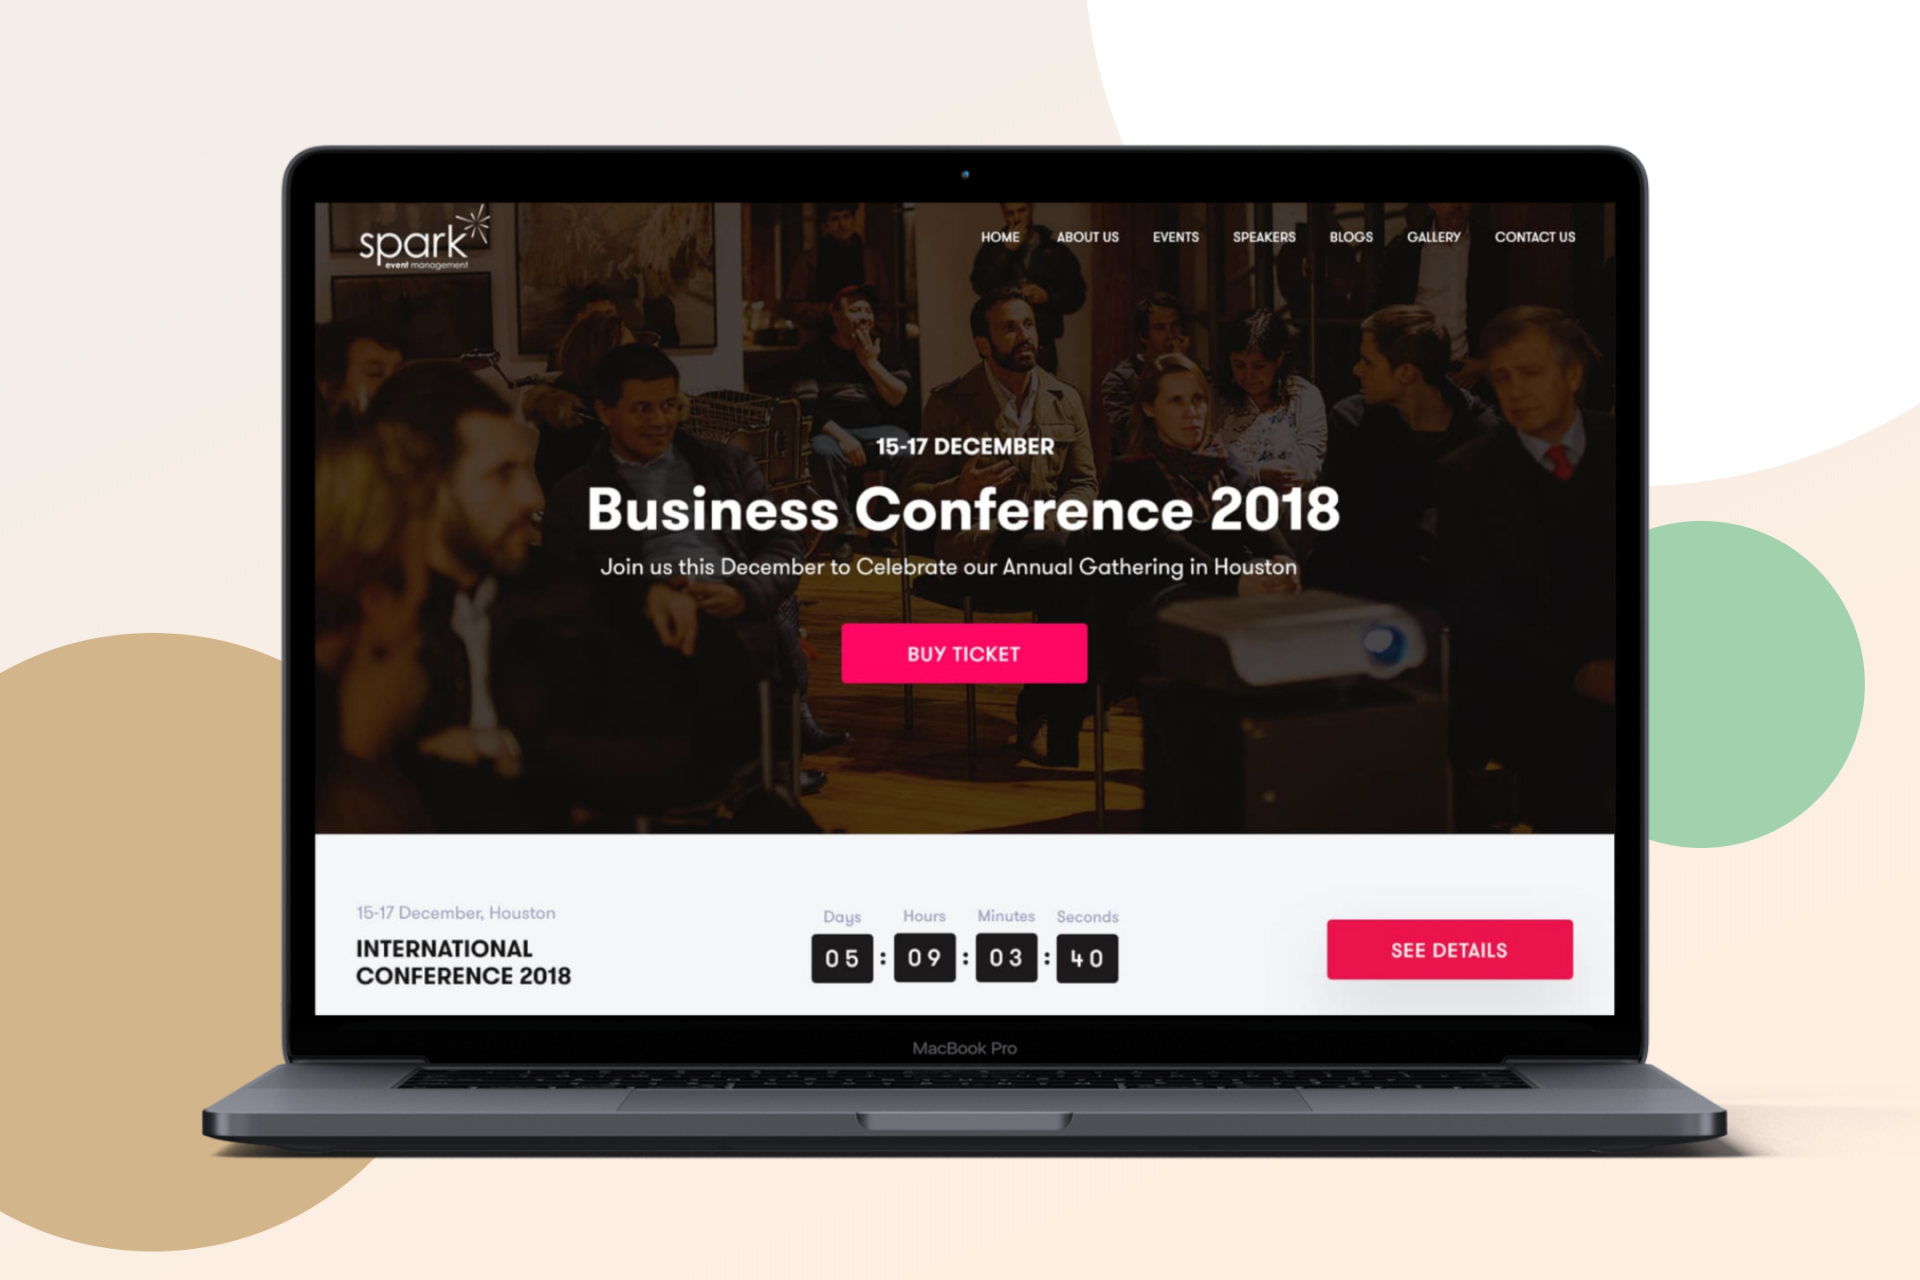 spark
event management
HOME ABOUT US EVENTS SPEAKERS BLOGS GALLERY CONTACT US
15-17 DECEMBER
Business Conference 2018
Join us this December to Celebrate our Annual Gathering in Houston
BUY TICKET
15-17 December, Houston
INTERNATIONAL
CONFERENCE 2018
Days Hours Minutes Seconds
05 : 09 : 03 : 40
SEE DETAILS
MacBook Pro